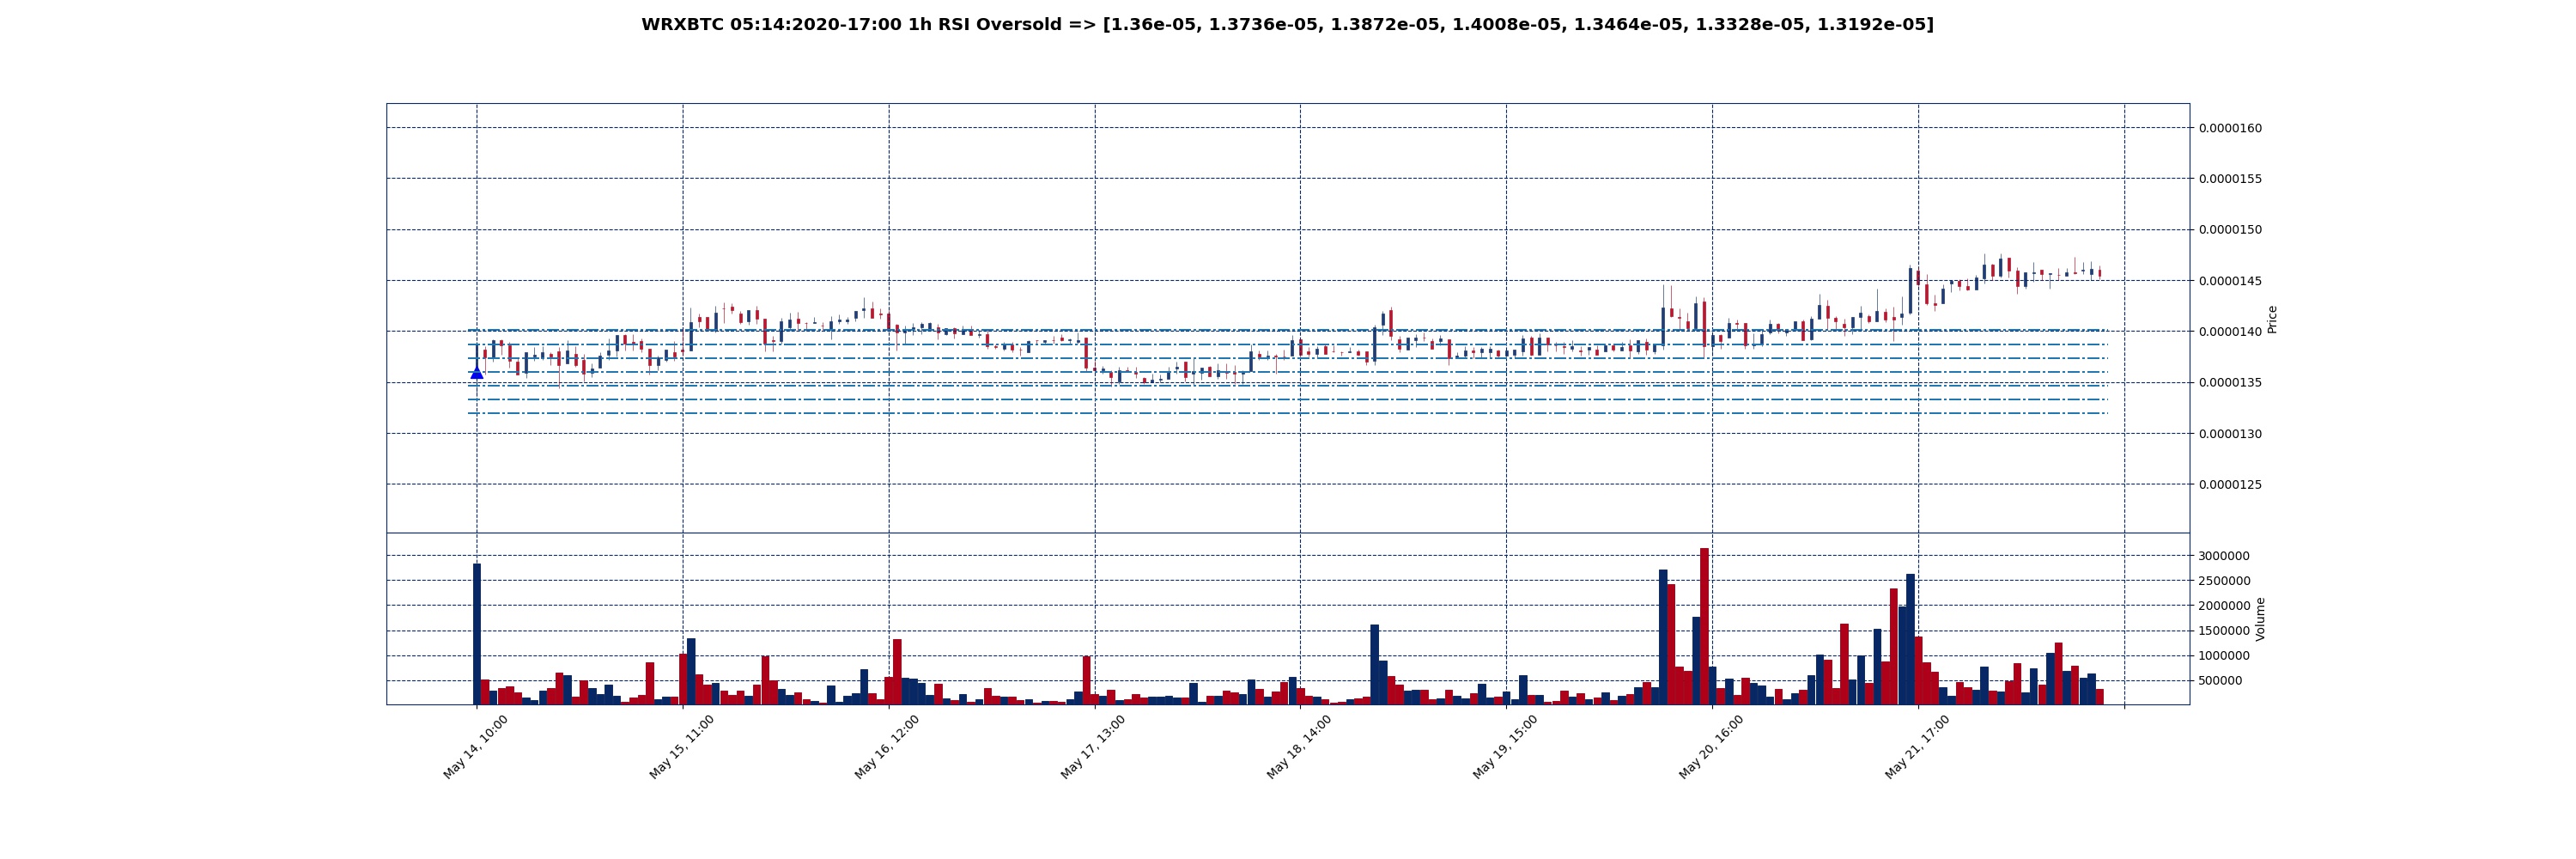 WRXBTC 05:14:2020-17:00 1h RSI Oversold => [1.36e-05, 1.3736e-05, 1.3872e-05, 1.4008e-05, 1.3464e-05, 1.3328e-05, 1.3192e-05]
0.0000160
0.0000155
0.0000150
0.0000145
0.0000140
0.0000135
0.0000130
0.0000125
Price
3000000
2500000
2000000
1500000
1000000
500000
Volume
May 14, 10:00
May 15, 11:00
May 16, 12:00
May 17, 13:00
May 18, 14:00
May 19, 15:00
May 20, 16:00
May 21, 17:00